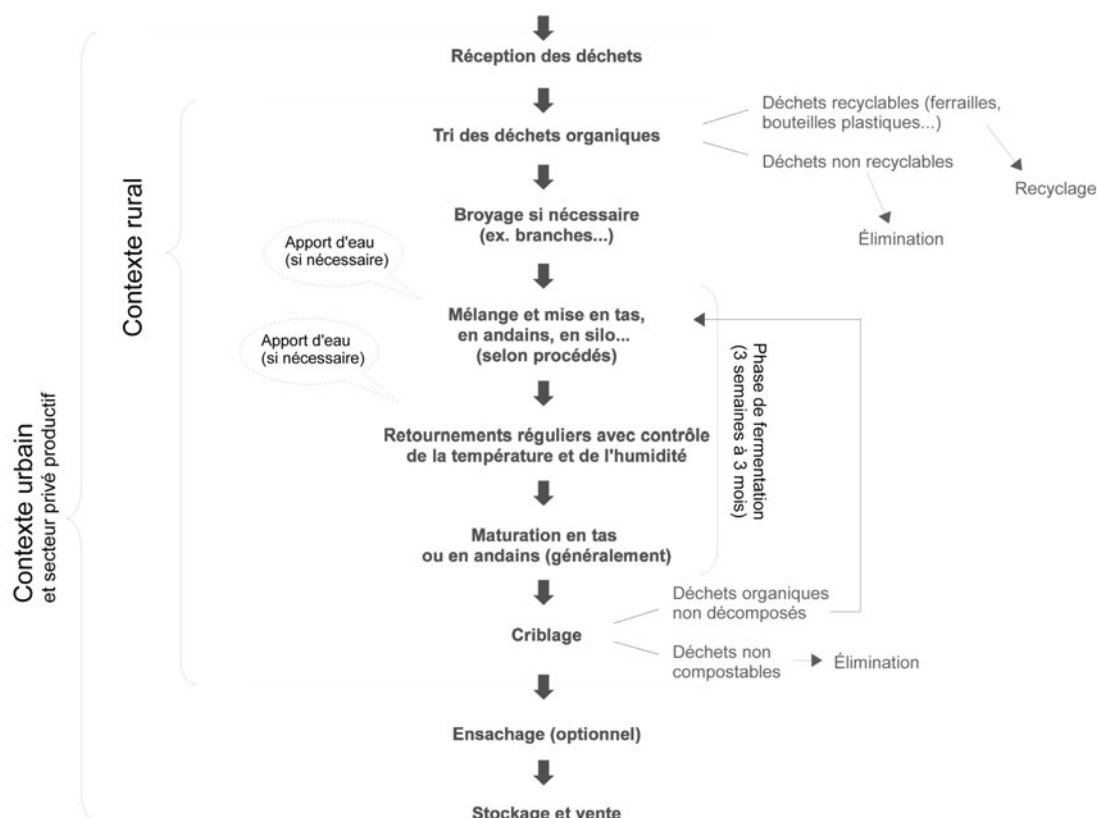 Réception des déchets
Tri des déchets organiques
Déchets recyclables (ferrailles,
bouteilles plastiques...)
Déchets non recyclables
Recyclage
Élimination
Broyage si nécessaire
(ex. branches...)
Apport d'eau
(si nécessaire)
Mélange et mise en tas,
en andains, en silo...
(selon procédés)
Apport d'eau
(si nécessaire)
Retournements réguliers avec contrôle
de la température et de l'humidité
Maturation en tas
ou en andains (généralement)
Phase de fermentation
(3 semaines à 3 mois)
Criblage
Déchets organiques
non décomposés
Déchets non
compostables
Élimination
Ensachage (optionnel)
Stockage et vente
Contexte rural
Contexte urbain
et secteur privé productif